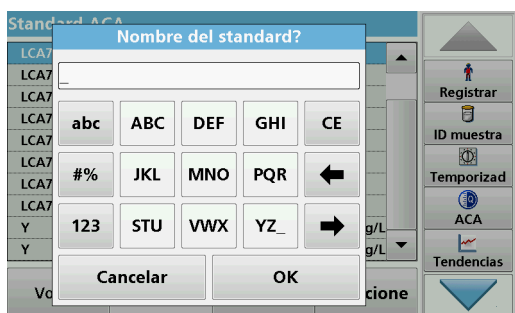 Standard ACA
Nombre del standard?
LCA7
LCA7
LCA7
LCA7
LCA7
LCA7
LCA7
LCA7
Y g/L
Y g/L
_
abc ABC DEF GHI CE
#% JKL MNO PQR
123 STU VWX YZ_
Cancelar OK
Vo cione
Registrar
ID muestra
Temporizad
ACA
Tendencias